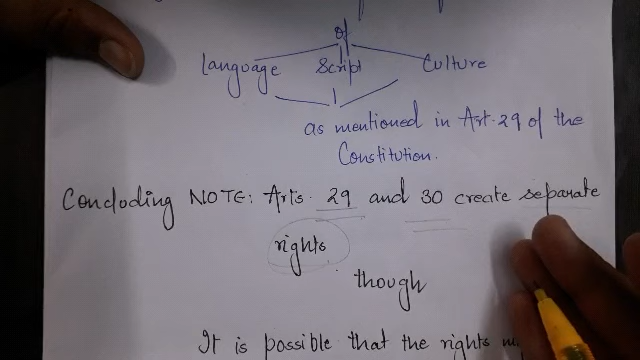 of
Language Script Culture
as mentioned in Art.29 of the
Constitution.
Concluding NOTE: Arts. 29 and 30 create separate
rights.
though
It is possible that the rights